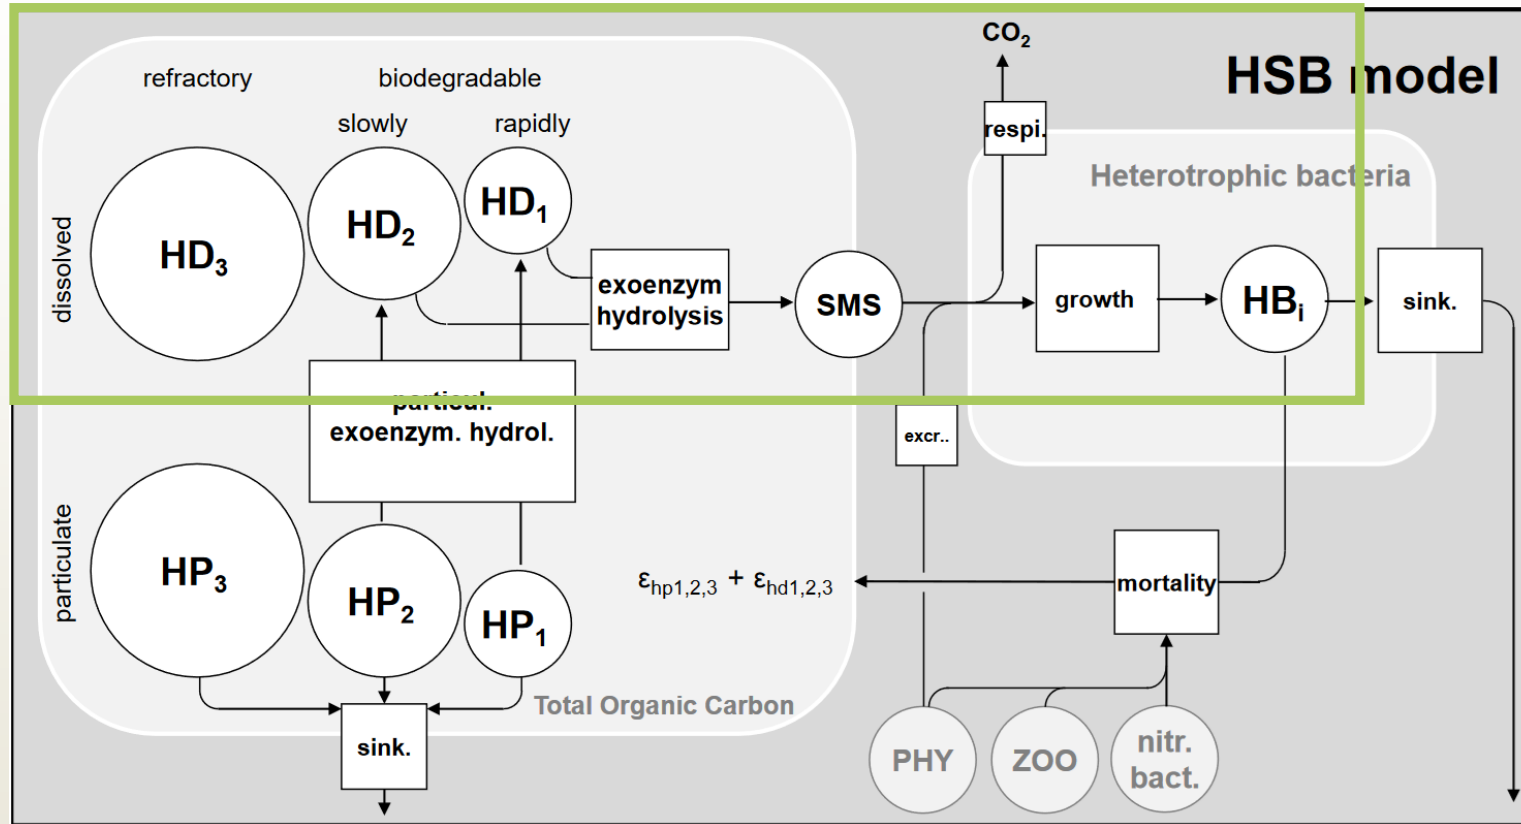 CO2
HSB model
refractory
biodegradable
slowly
rapidly
respi.
Heterotrophic bacteria
dissolved
HD3
HD2
HD1
exoenzym
hydrolysis
SMS
growth
HBi
sink.
particul.
exoenzym. hydrol.
excr..
particulate
HP3
HP2
HP1
εhp1,2,3 + εhd1,2,3
mortality
Total Organic Carbon
sink.
PHY
ZOO
nitr.
bact.